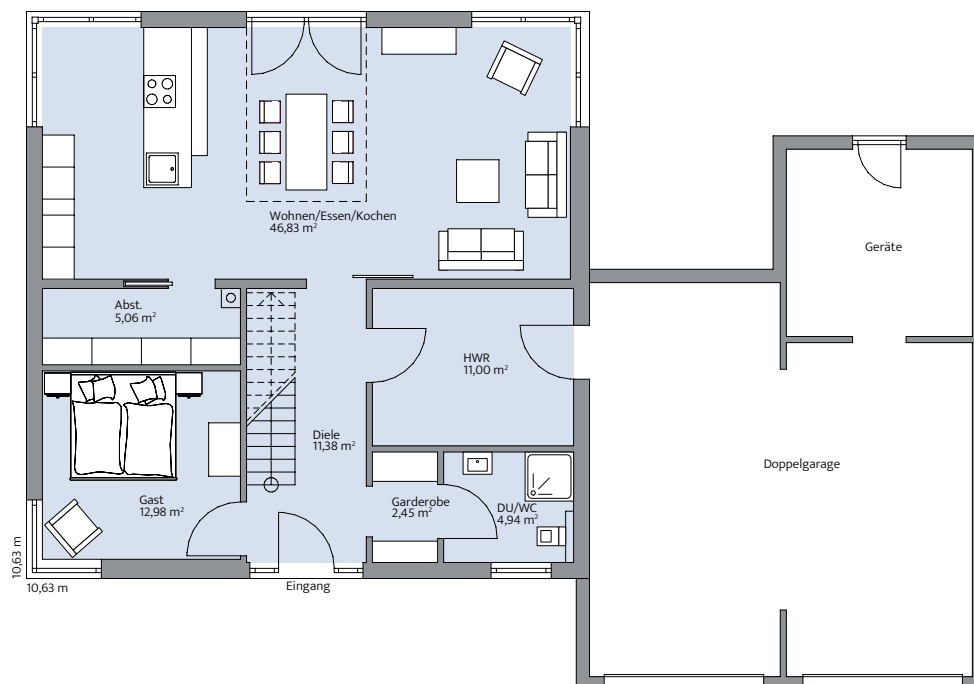 Wohnen/Essen/Kochen
46,83 m²
Geräte
Abst.
5,06 m²
HWR
11,00 m²
Diele
11,38 m²
Doppelgarage
Gast
12,98 m²
Garderobe
2,45 m²
DU/WC
4,94 m²
10,63 m
10,63 m
Eingang